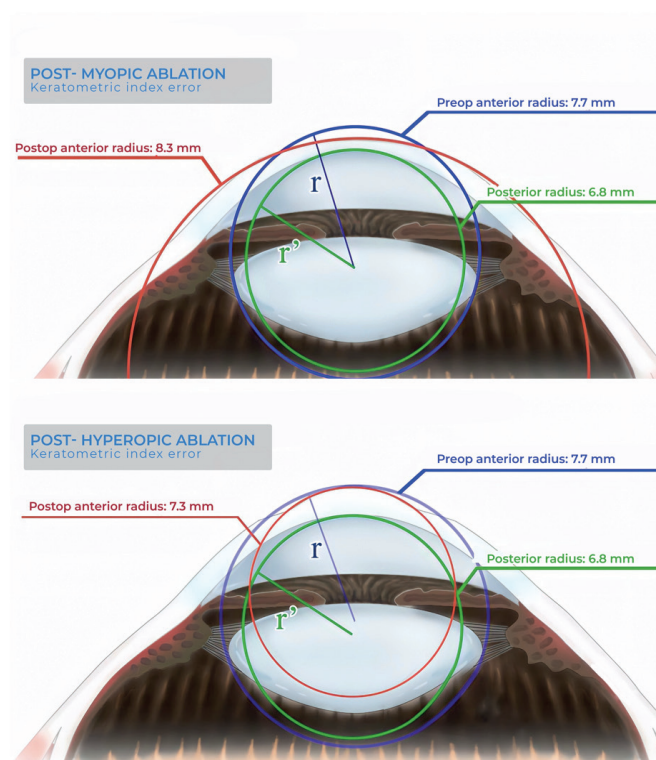 POST- MYOPIC ABLATION
Keratometric index error
Preop anterior radius: 7.7 mm
Postop anterior radius: 8.3 mm
r
Posterior radius: 6.8 mm
r’
POST- HYPEROPIC ABLATION
Keratometric index error
Preop anterior radius: 7.7 mm
Postop anterior radius: 7.3 mm
r
Posterior radius: 6.8 mm
r’